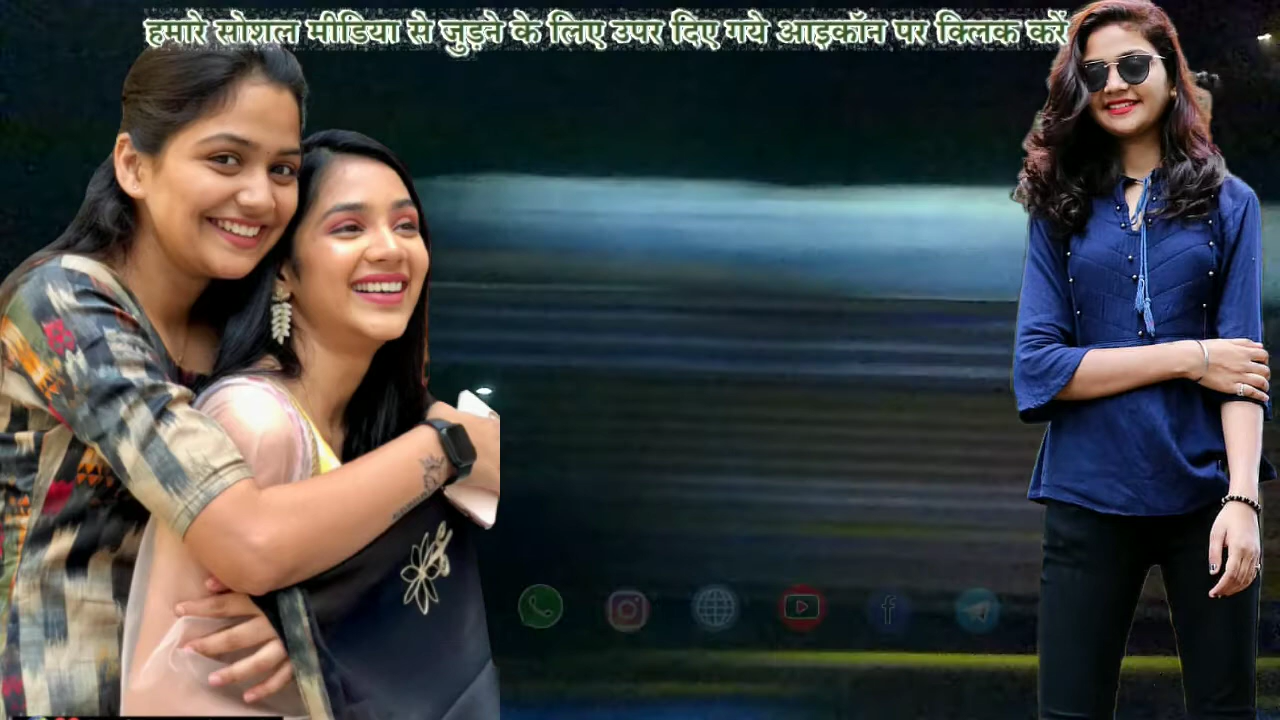 हमारे सोशल मीडिया से जुड़ने के लिए उपर दिए गये आइकॉन पर क्लिक करें